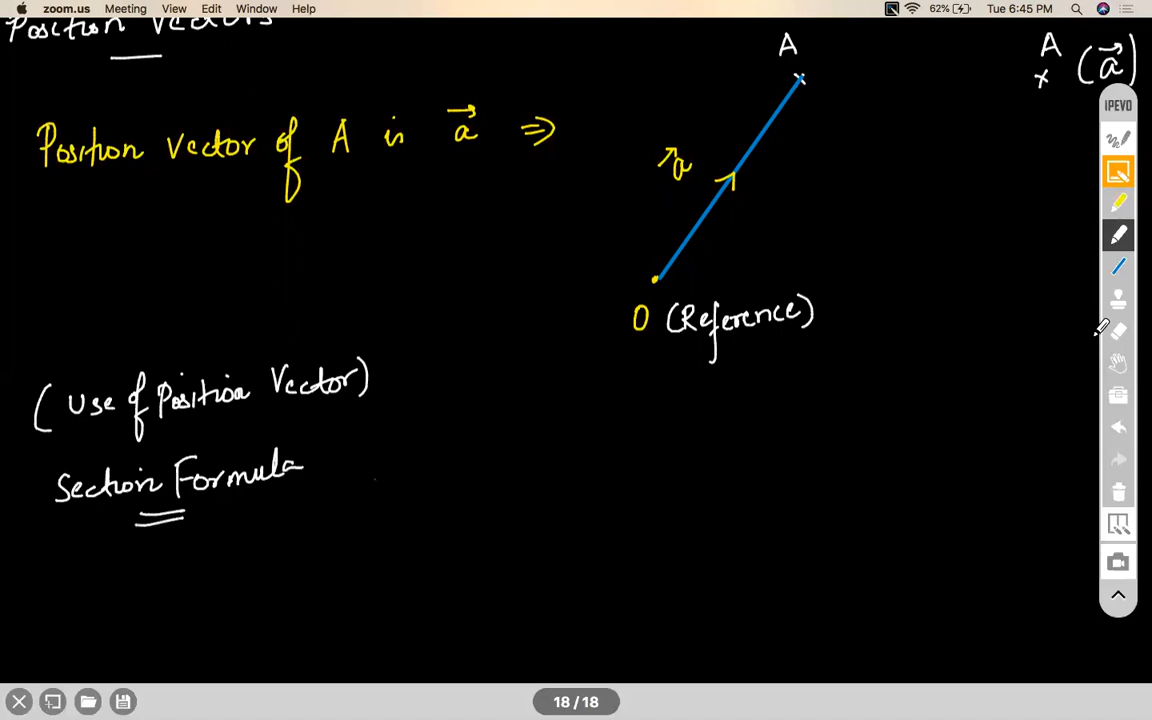 zoom.us Meeting View Edit Window Help 62% Tue 6:45 PM
Position Vectors
A
A (a⃗)
IPEVO
Position Vector of A is a⃗ ⇒
a⃗
O (Reference)
(Use of Position Vector)
Section Formula
18 / 18